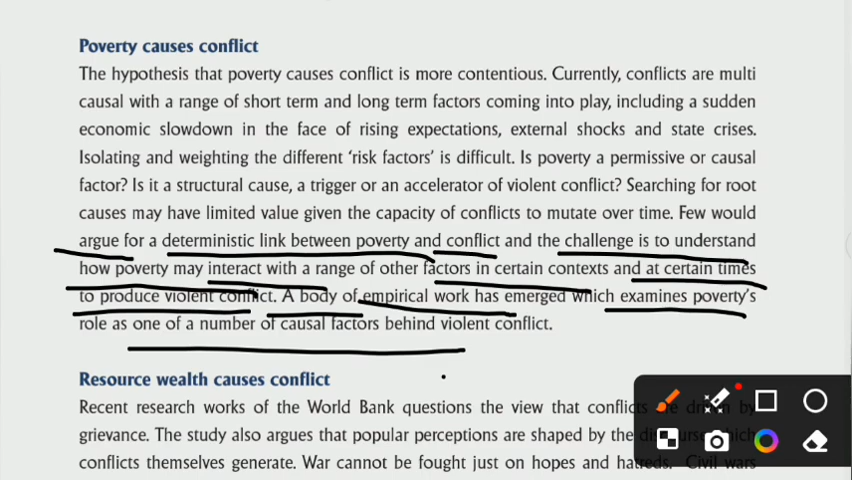 Poverty causes conflict
The hypothesis that poverty causes conflict is more contentious. Currently, conflicts are multi
causal with a range of short term and long term factors coming into play, including a sudden
economic slowdown in the face of rising expectations, external shocks and state crises.
Isolating and weighting the different 'risk factors' is difficult. Is poverty a permissive or causal
factor? Is it a structural cause, a trigger or an accelerator of violent conflict? Searching for root
causes may have limited value given the capacity of conflicts to mutate over time. Few would
argue for a deterministic link between poverty and conflict and the challenge is to understand
how poverty may interact with a range of other factors in certain contexts and at certain times
to produce violent conflict. A body of empirical work has emerged which examines poverty's
role as one of a number of causal factors behind violent conflict.
Resource wealth causes conflict
Recent research works of the World Bank questions the view that conflicts are driven by
grievance. The study also argues that popular perceptions are shaped by the discourse which
conflicts themselves generate. War cannot be fought just on hopes and hatreds. Civil wars